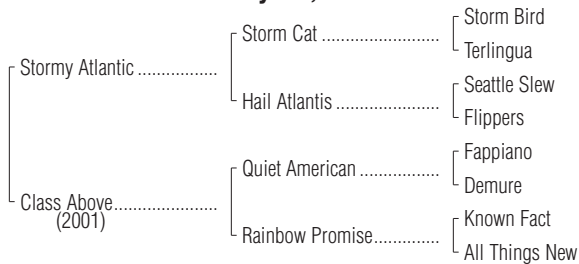 Storm Bird
Storm Cat ........................
Terlingua
Stormy Atlantic ................
Seattle Slew
Hail Atlantis .....................
Flippers
Fappiano
Quiet American ................
Demure
Class Above.....................
(2001)
Known Fact
Rainbow Promise.............
All Things New